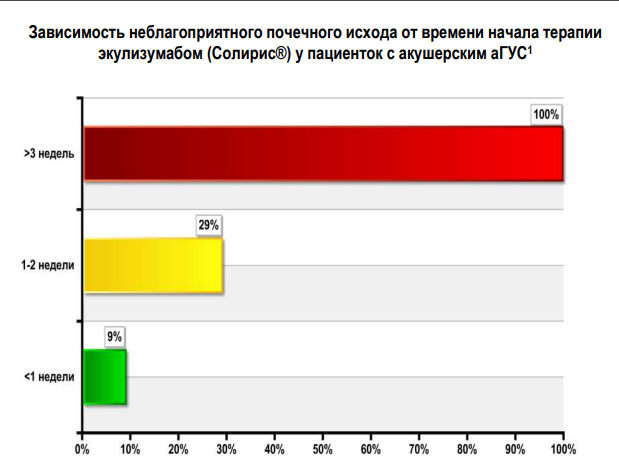 Зависимость неблагоприятного почечного исхода от времени начала терапии
экулизумабом (Солирис®) у пациенток с акушерским аГУС1
100%
>3 недель
29%
1-2 недели
9%
<1 недели
0% 10% 20% 30% 40% 50% 60% 70% 80% 90% 100%